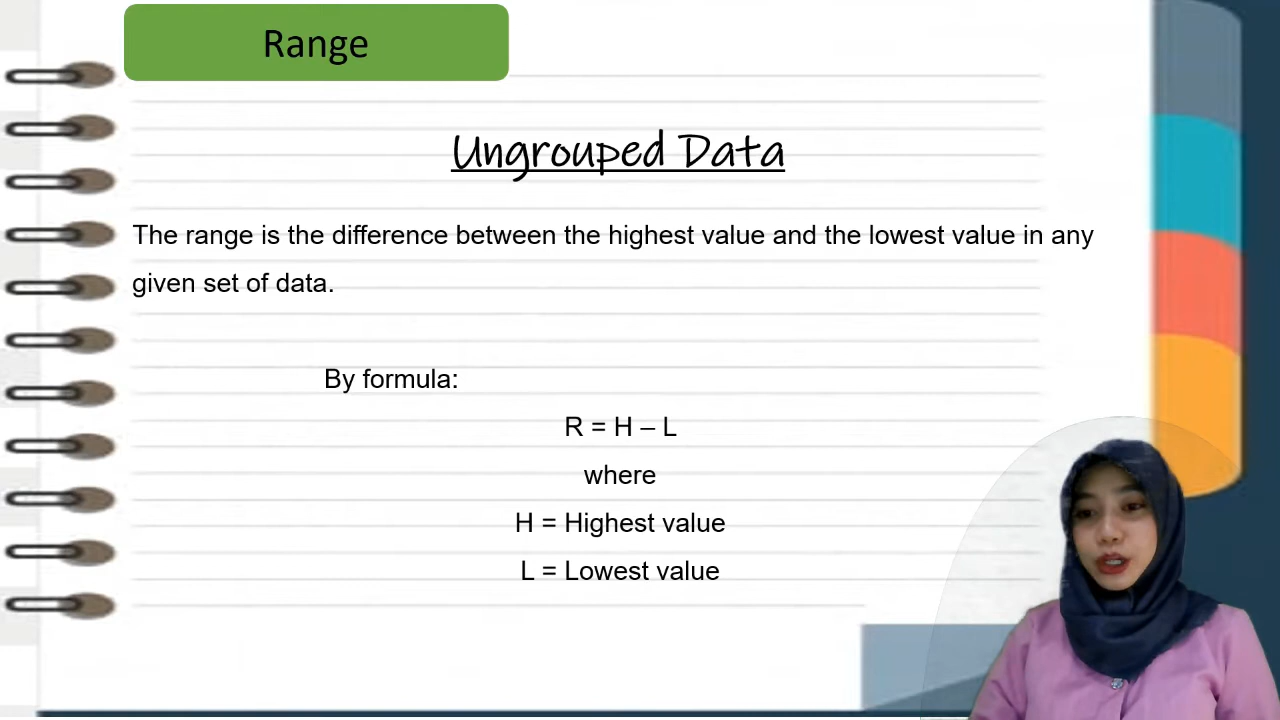 Range
Ungrouped Data
The range is the difference between the highest value and the lowest value in any
given set of data.
By formula:
R = H – L
where
H = Highest value
L = Lowest value